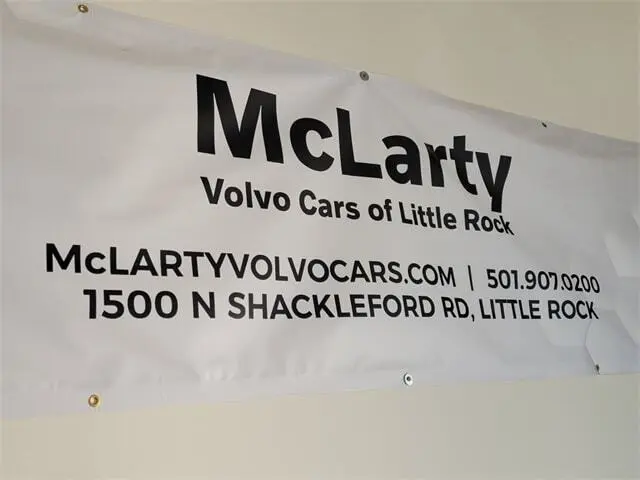 McLarty
Volvo Cars of Little Rock
McLARTYVOLVOCARS.COM | 501.907.0200
1500 N SHACKLEFORD RD, LITTLE ROCK